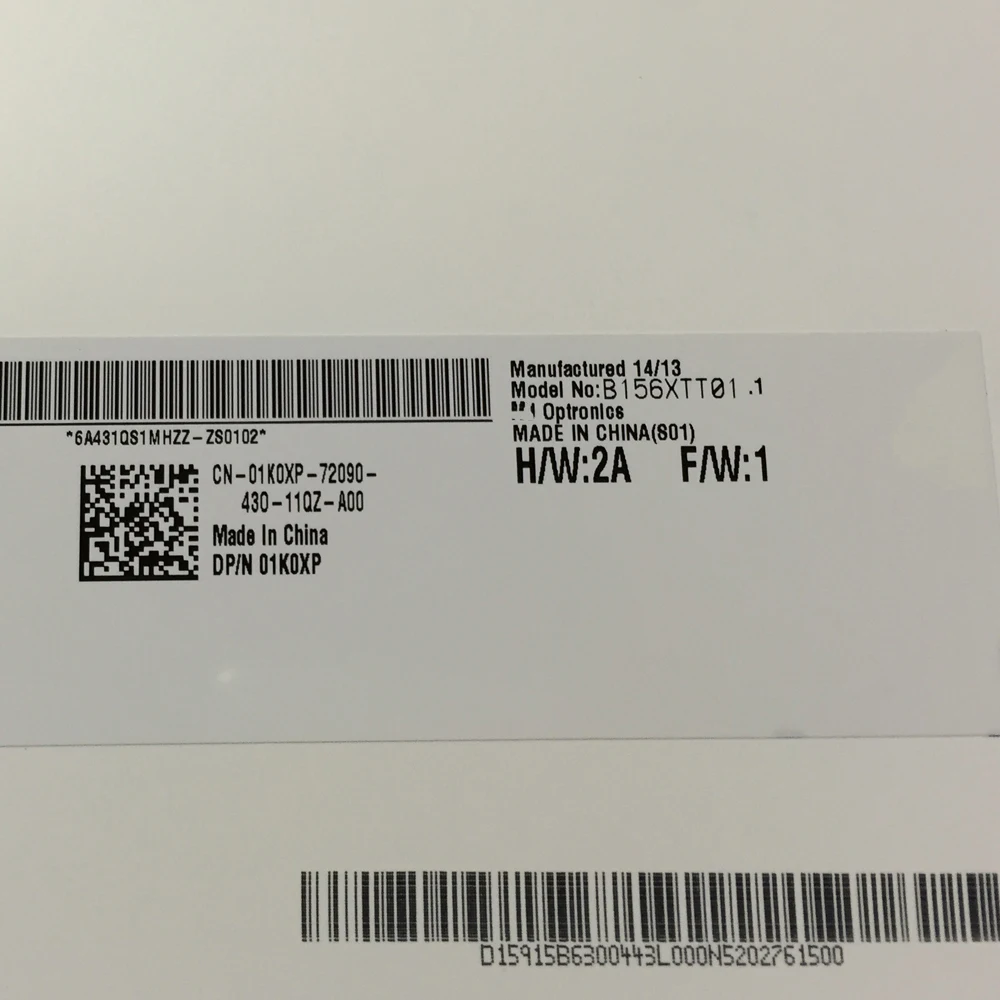 Manufactured 14/13
Model No:B156XTT01.1
Optronics
MADE IN CHINA(S01)
H/W:2A F/W:1
*6A431QS1MHZZ-ZS0102*
CN-01K0XP-72090-
430-11QZ-A00
Made In China
DP/N 01K0XP
D15915B6300443L000N5202761500